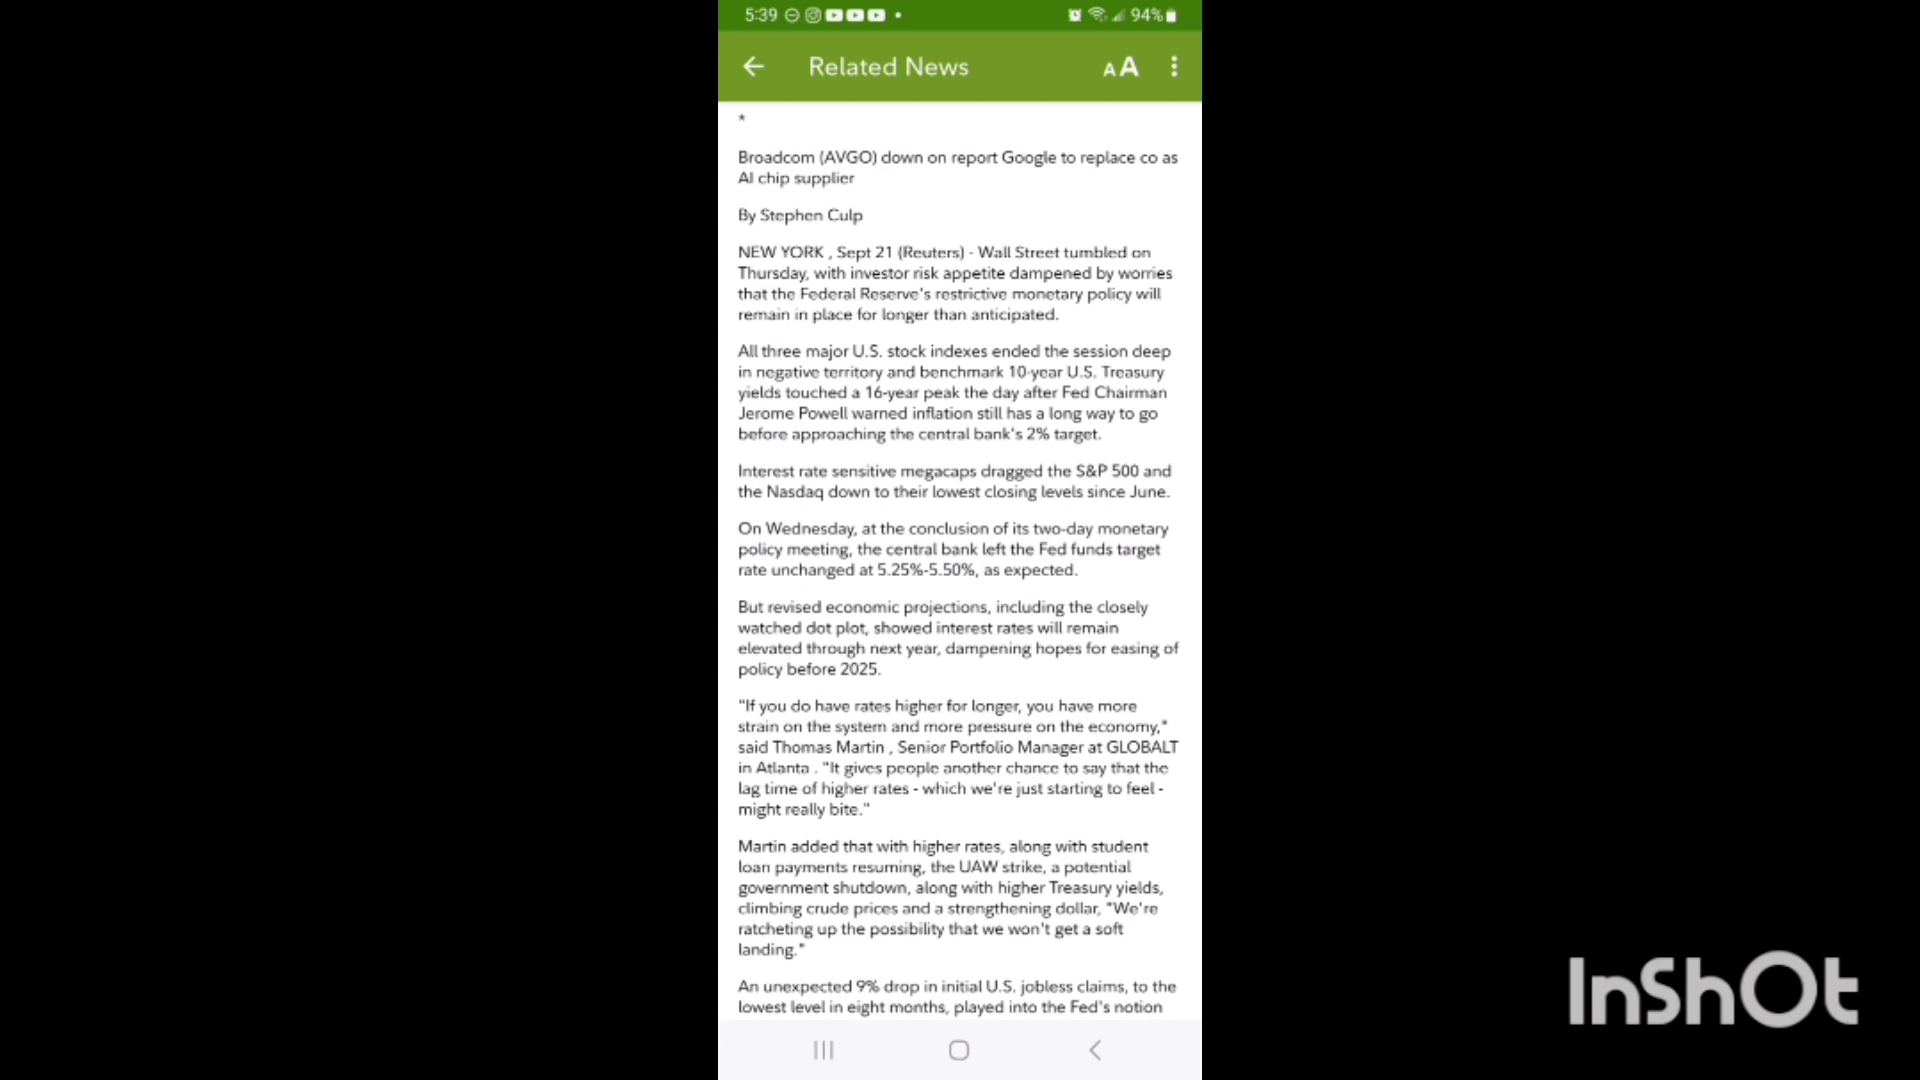 5:39
94%
Related News
AA
*
Broadcom (AVGO) down on report Google to replace co as
AI chip supplier
By Stephen Culp
NEW YORK , Sept 21 (Reuters) - Wall Street tumbled on
Thursday, with investor risk appetite dampened by worries
that the Federal Reserve's restrictive monetary policy will
remain in place for longer than anticipated.
All three major U.S. stock indexes ended the session deep
in negative territory and benchmark 10-year U.S. Treasury
yields touched a 16-year peak the day after Fed Chairman
Jerome Powell warned inflation still has a long way to go
before approaching the central bank's 2% target.
Interest rate sensitive megacaps dragged the S&P 500 and
the Nasdaq down to their lowest closing levels since June.
On Wednesday, at the conclusion of its two-day monetary
policy meeting, the central bank left the Fed funds target
rate unchanged at 5.25%-5.50%, as expected.
But revised economic projections, including the closely
watched dot plot, showed interest rates will remain
elevated through next year, dampening hopes for easing of
policy before 2025.
"If you do have rates higher for longer, you have more
strain on the system and more pressure on the economy,"
said Thomas Martin , Senior Portfolio Manager at GLOBALT
in Atlanta . "It gives people another chance to say that the
lag time of higher rates - which we're just starting to feel -
might really bite."
Martin added that with higher rates, along with student
loan payments resuming, the UAW strike, a potential
government shutdown, along with higher Treasury yields,
climbing crude prices and a strengthening dollar, "We're
ratcheting up the possibility that we won't get a soft
landing."
An unexpected 9% drop in initial U.S. jobless claims, to the
lowest level in eight months, played into the Fed's notion
InShOt